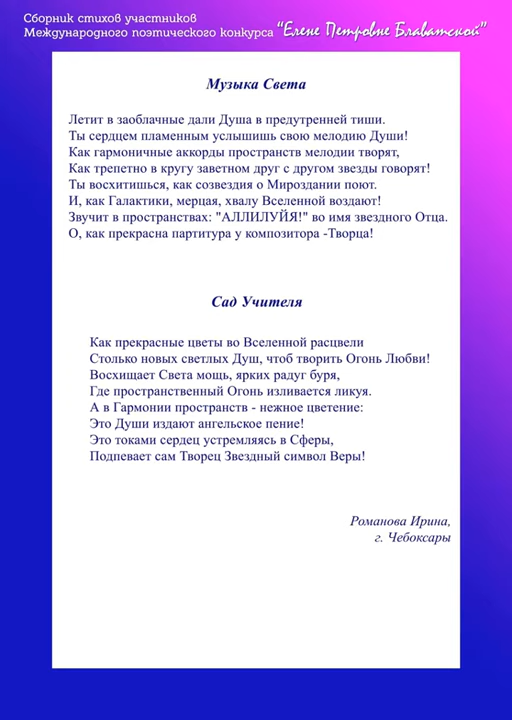 Сборник стихов участников
Международного поэтического конкурса "Елене Петровне Блаватской"
Музыка Света
Летит в заоблачные дали Душа в предутренней тиши.
Ты сердцем пламенным услышишь свою мелодию Души!
Как гармоничные аккорды пространств мелодии творят,
Как трепетно в кругу заветном друг с другом звезды говорят!
Ты восхитишься, как созвездия о Мироздании поют.
И, как Галактики, мерцая, хвалу Вселенной воздают!
Звучит в пространствах: "АЛЛИЛУЙЯ!" во имя звездного Отца.
О, как прекрасна партитура у композитора -Творца!
Сад Учителя
Как прекрасные цветы во Вселенной расцвели
Столько новых светлых Душ, чтоб творить Огонь Любви!
Восхищает Света мощь, ярких радуг буря,
Где пространственный Огонь изливается ликуя.
А в Гармонии пространств - нежное цветение:
Это Души издают ангельское пение!
Это токами сердец устремляясь в Сферы,
Подпевает сам Творец Звездный символ Веры!
Романова Ирина,
г. Чебоксары